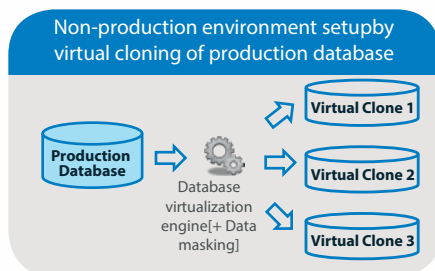 Non-production environment setupby
virtual cloning of production database
Production
Database
Database
virtualization
engine[+ Data
masking]
Virtual Clone 1
Virtual Clone 2
Virtual Clone 3